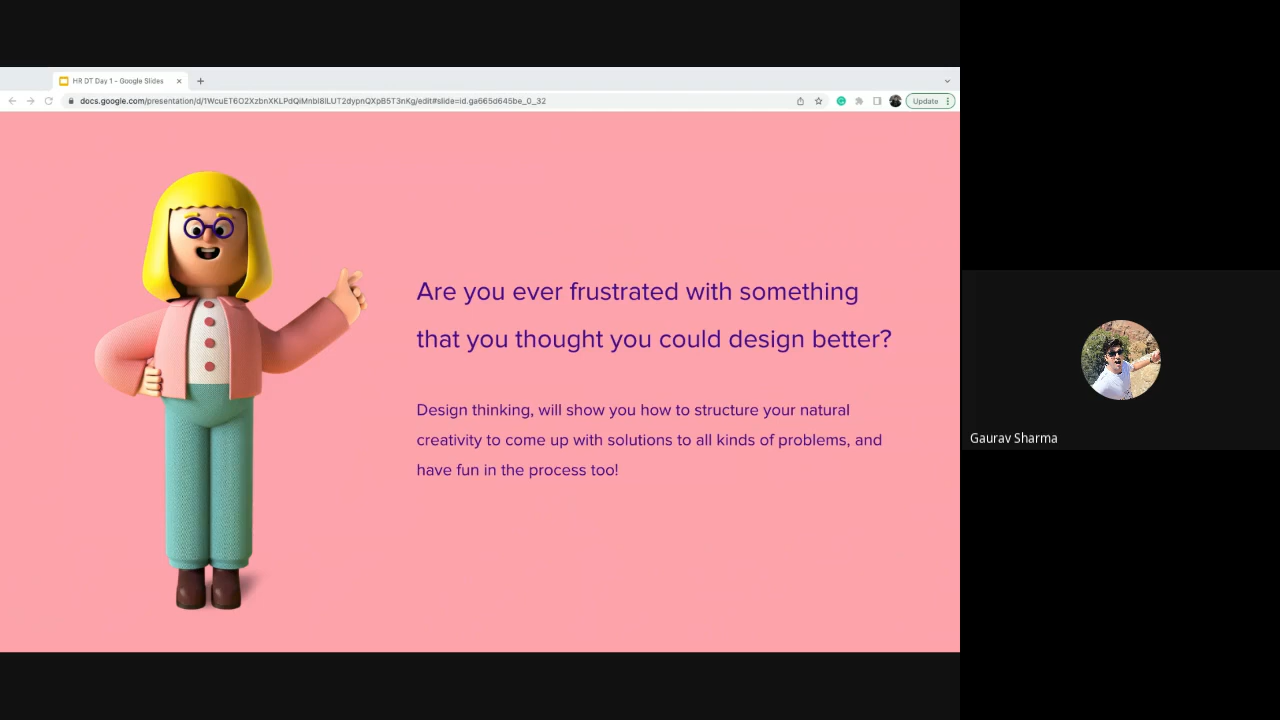 HR DT Day 1 - Google Slides
docs.google.com/presentation/d/1WcuET6O2XzbnXKLPdQiMnbI8ILUT2dypnQXpB5T3nKg/edit#slide=id.ga665d645be_0_32
Update
Are you ever frustrated with something
that you thought you could design better?
Design thinking, will show you how to structure your natural
creativity to come up with solutions to all kinds of problems, and
have fun in the process too!
Gaurav Sharma